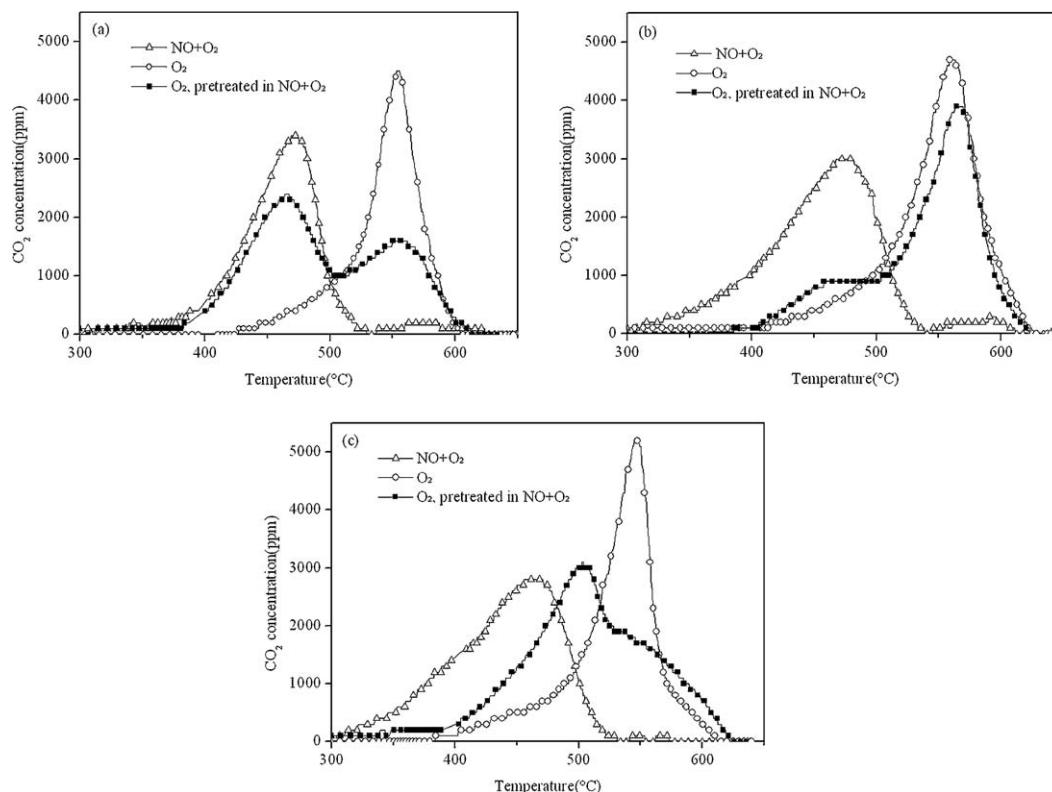 (a)
NO+O₂
O₂
O₂, pretreated in NO+O₂
5000
4000
3000
2000
1000
0
CO₂ concentration(ppm)
300 400 500 600
Temperature(°C)
(b)
NO+O₂
O₂
O₂, pretreated in NO+O₂
5000
4000
3000
2000
1000
0
CO₂ concentration(ppm)
300 400 500 600
Temperature(°C)
(c)
NO+O₂
O₂
O₂, pretreated in NO+O₂
5000
4000
3000
2000
1000
0
CO₂ concentration(ppm)
300 400 500 600
Temperature(°C)